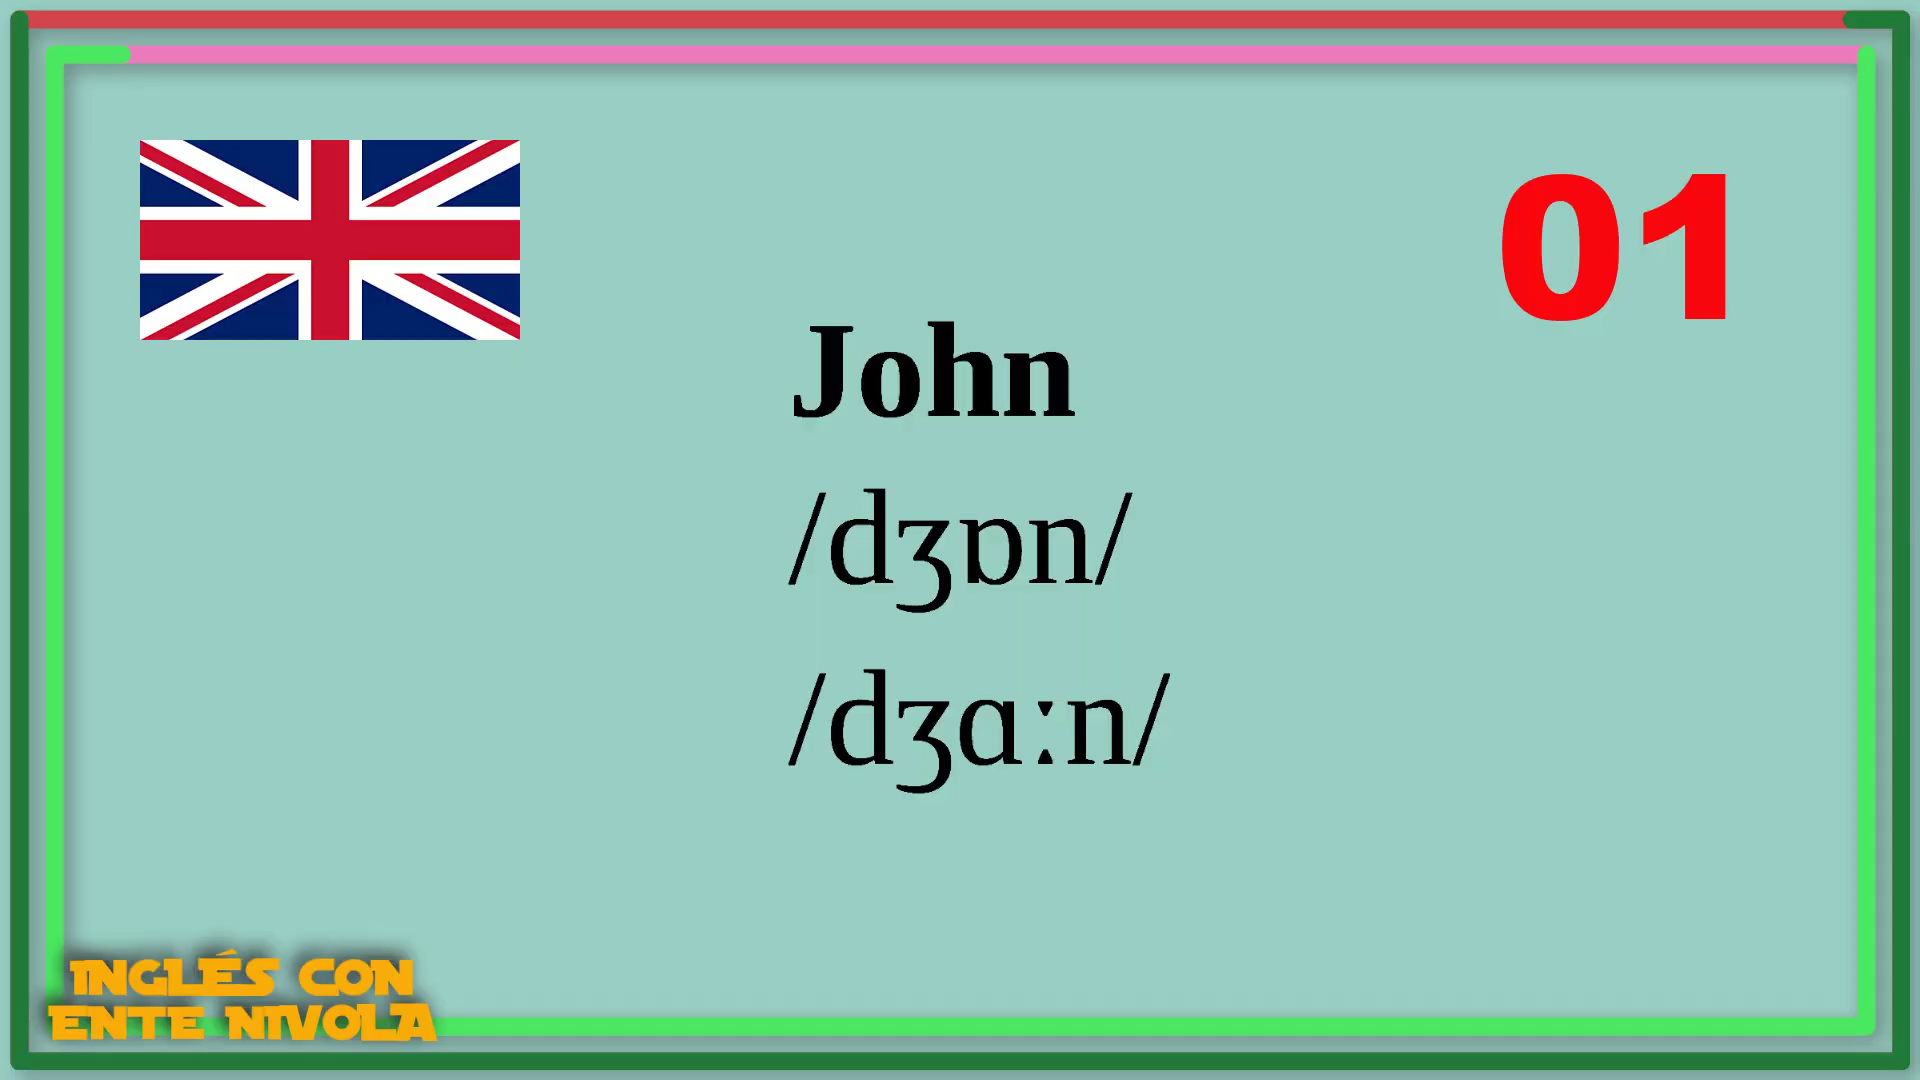 01
John
/dʒɒn/
/dʒɑːn/
INGLÉS CON
ENTE NIVOLA